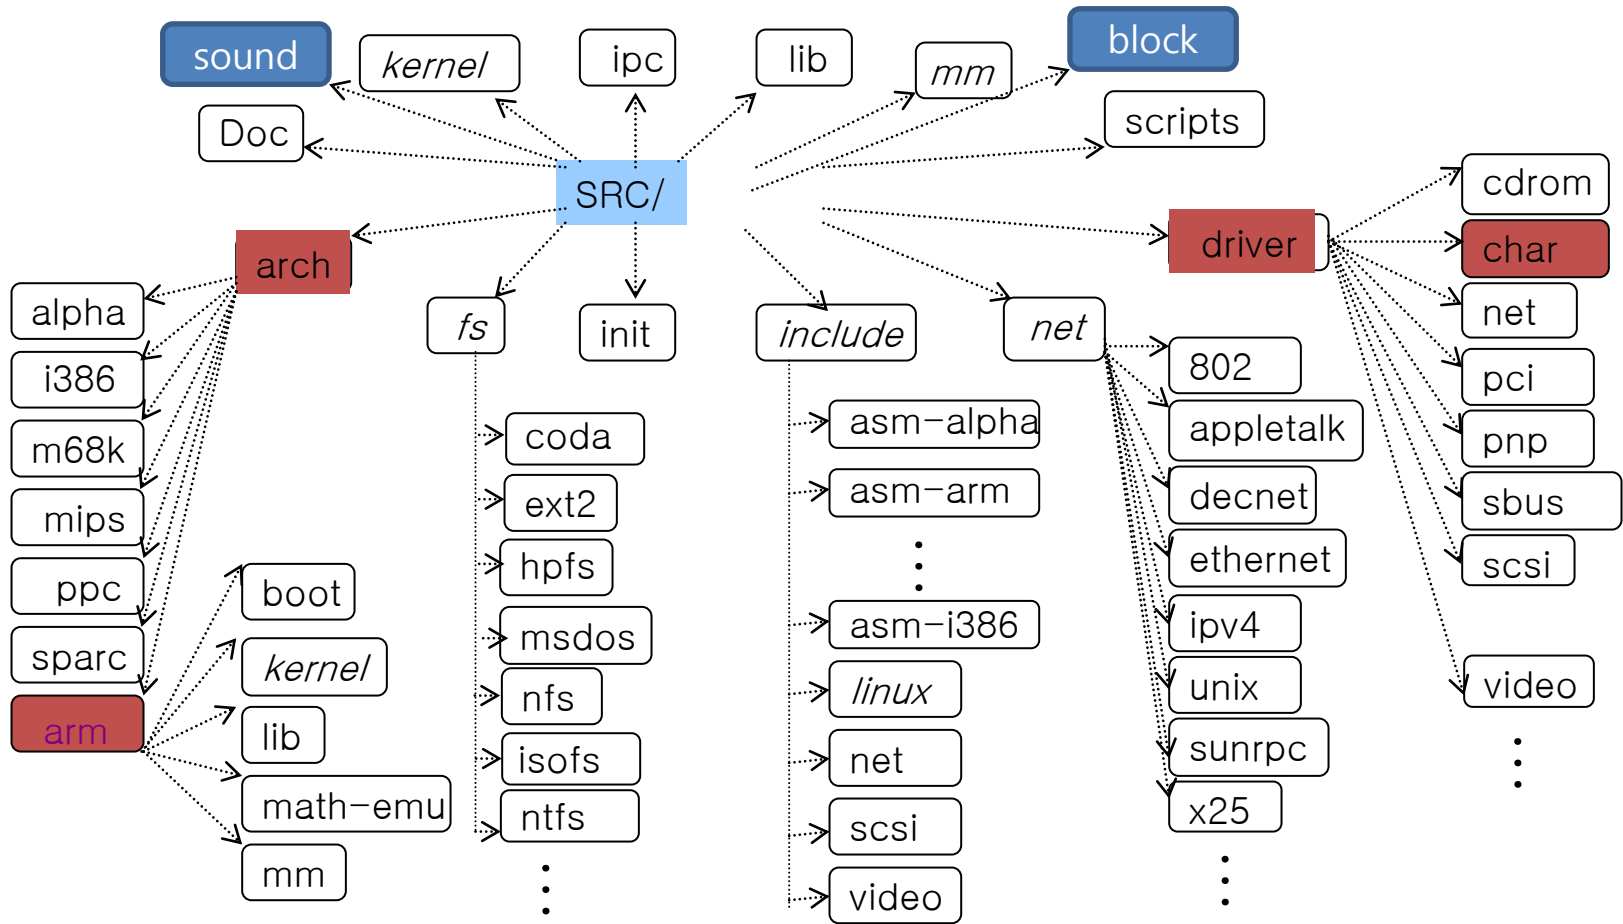 sound
kernel
ipc
lib
mm
block
Doc
scripts
SRC/
arch
driver
cdrom
char
net
pci
pnp
sbus
scsi
video
alpha
i386
m68k
mips
ppc
sparc
arm
boot
kernel
lib
math-emu
mm
fs
init
include
net
coda
ext2
hpfs
msdos
nfs
isofs
ntfs
asm-alpha
asm-arm
asm-i386
linux
net
scsi
video
802
appletalk
decnet
ethernet
ipv4
unix
sunrpc
x25